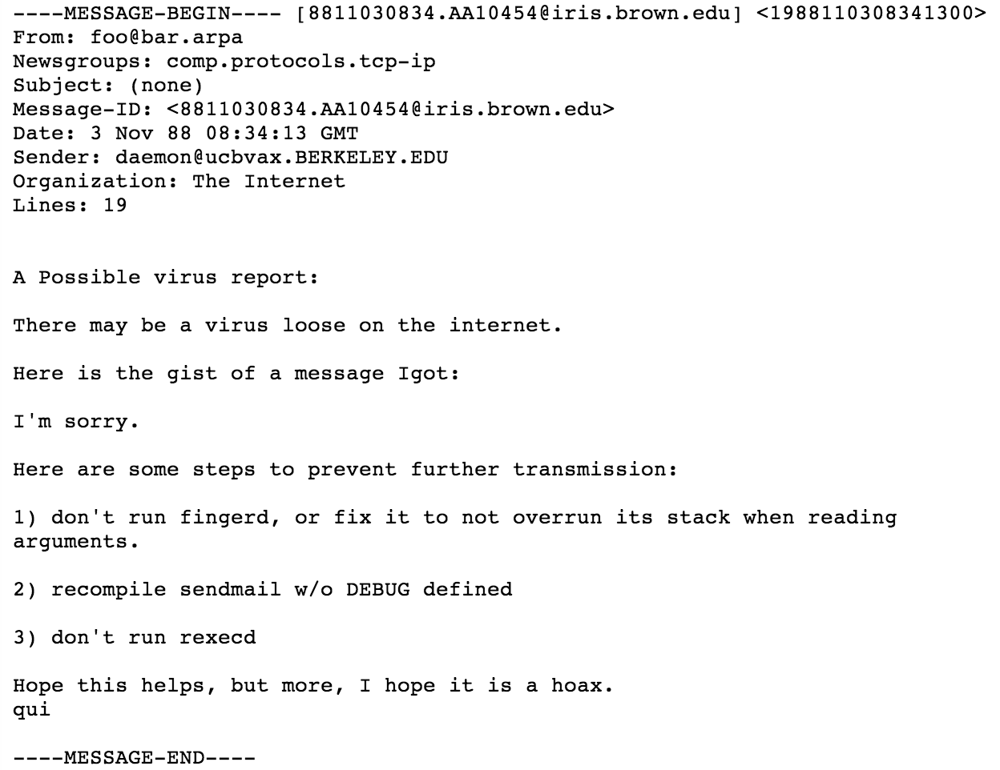 ----MESSAGE-BEGIN---- [8811030834.AA10454@iris.brown.edu] <1988110308341300>
From: foo@bar.arpa
Newsgroups: comp.protocols.tcp-ip
Subject: (none)
Message-ID: <8811030834.AA10454@iris.brown.edu>
Date: 3 Nov 88 08:34:13 GMT
Sender: daemon@ucbvax.BERKELEY.EDU
Organization: The Internet
Lines: 19
A Possible virus report:
There may be a virus loose on the internet.
Here is the gist of a message Igot:
I'm sorry.
Here are some steps to prevent further transmission:
1) don't run fingerd, or fix it to not overrun its stack when reading
arguments.
2) recompile sendmail w/o DEBUG defined
3) don't run rexecd
Hope this helps, but more, I hope it is a hoax.
qui
----MESSAGE-END----